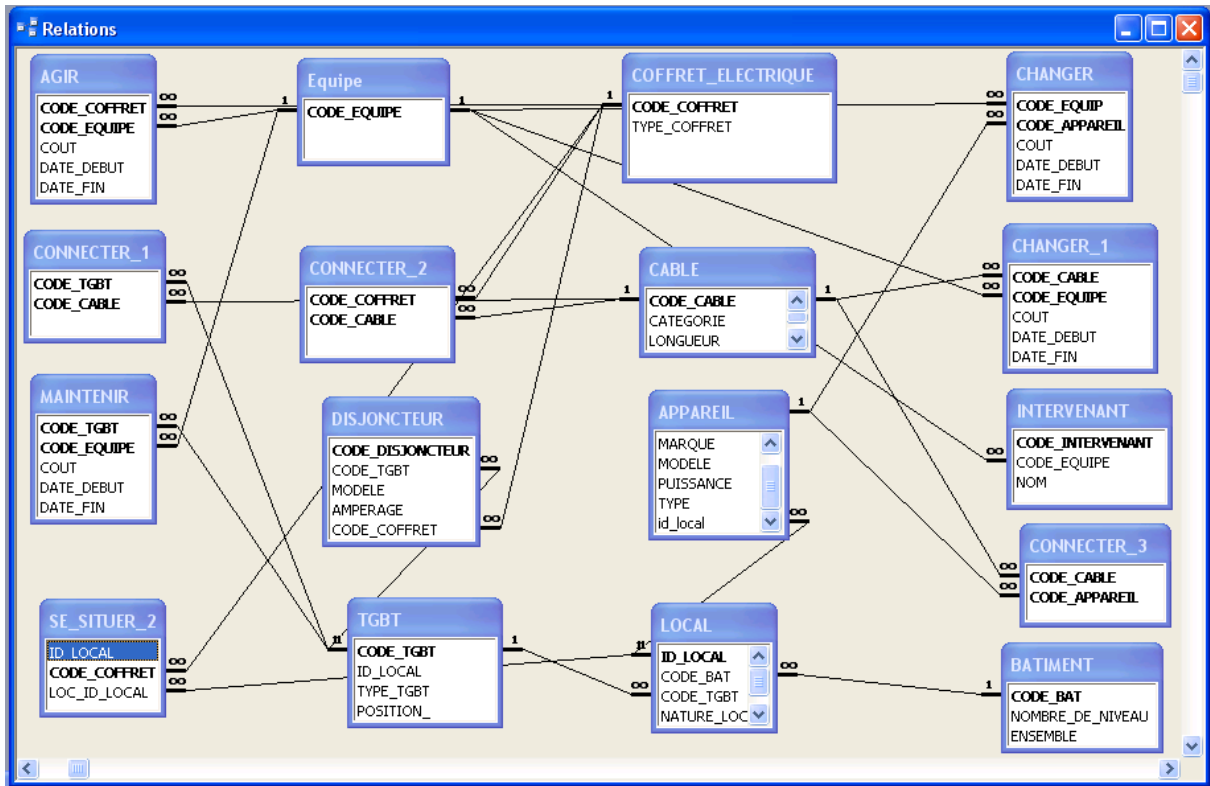 Relations
AGIR
CODE_COFFRET
CODE_EQUIPE
COUT
DATE_DEBUT
DATE_FIN
Equipe
CODE_EQUIPE
COFFRET_ELECTRIQUE
CODE_COFFRET
TYPE_COFFRET
CHANGER
CODE_EQUIP
CODE_APPAREIL
COUT
DATE_DEBUT
DATE_FIN
CONNECTER_1
CODE_TGBT
CODE_CABLE
CONNECTER_2
CODE_COFFRET
CODE_CABLE
CABLE
CODE_CABLE
CATEGORIE
LONGUEUR
CHANGER_1
CODE_CABLE
CODE_EQUIPE
COUT
DATE_DEBUT
DATE_FIN
MAINTENIR
CODE_TGBT
CODE_EQUIPE
COUT
DATE_DEBUT
DATE_FIN
DISJONCTEUR
CODE_DISJONCTEUR
CODE_TGBT
MODELE
AMPERAGE
CODE_COFFRET
APPAREIL
MARQUE
MODELE
PUISSANCE
TYPE
id_local
INTERVENANT
CODE_INTERVENANT
CODE_EQUIPE
NOM
CONNECTER_3
CODE_CABLE
CODE_APPAREIL
SE_SITUER_2
ID_LOCAL
CODE_COFFRET
LOC_ID_LOCAL
TGBT
CODE_TGBT
ID_LOCAL
TYPE_TGBT
POSITION_
LOCAL
ID_LOCAL
CODE_BAT
CODE_TGBT
NATURE_LOC
BATIMENT
CODE_BAT
NOMBRE_DE_NIVEAU
ENSEMBLE